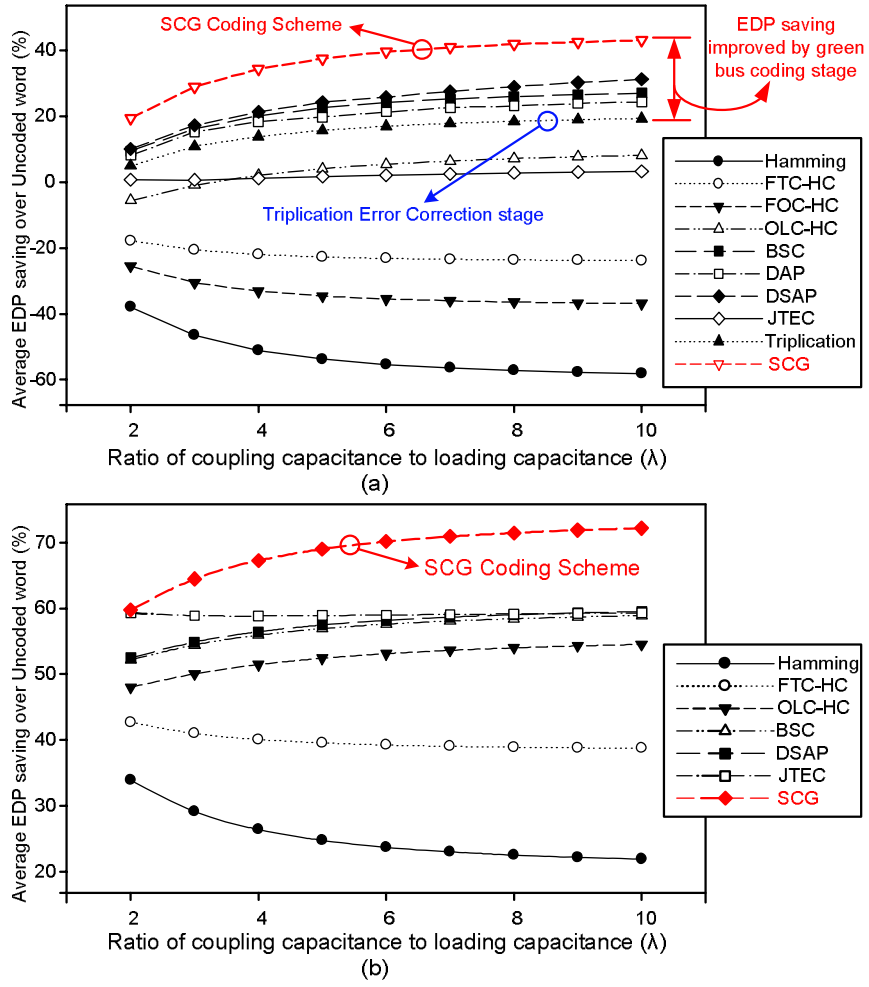 SCG Coding Scheme
EDP saving
improved by green
bus coding stage
Average EDP saving over Uncoded word (%)
40
20
0
-20
-40
-60
Triplication Error Correction stage
Hamming
FTC-HC
FOC-HC
OLC-HC
BSC
DAP
DSAP
JTEC
Triplication
SCG
2 4 6 8 10
Ratio of coupling capacitance to loading capacitance (λ)
(a)
Average EDP saving over Uncoded word (%)
70
60
50
40
30
20
SCG Coding Scheme
Hamming
FTC-HC
OLC-HC
BSC
DSAP
JTEC
SCG
2 4 6 8 10
Ratio of coupling capacitance to loading capacitance (λ)
(b)